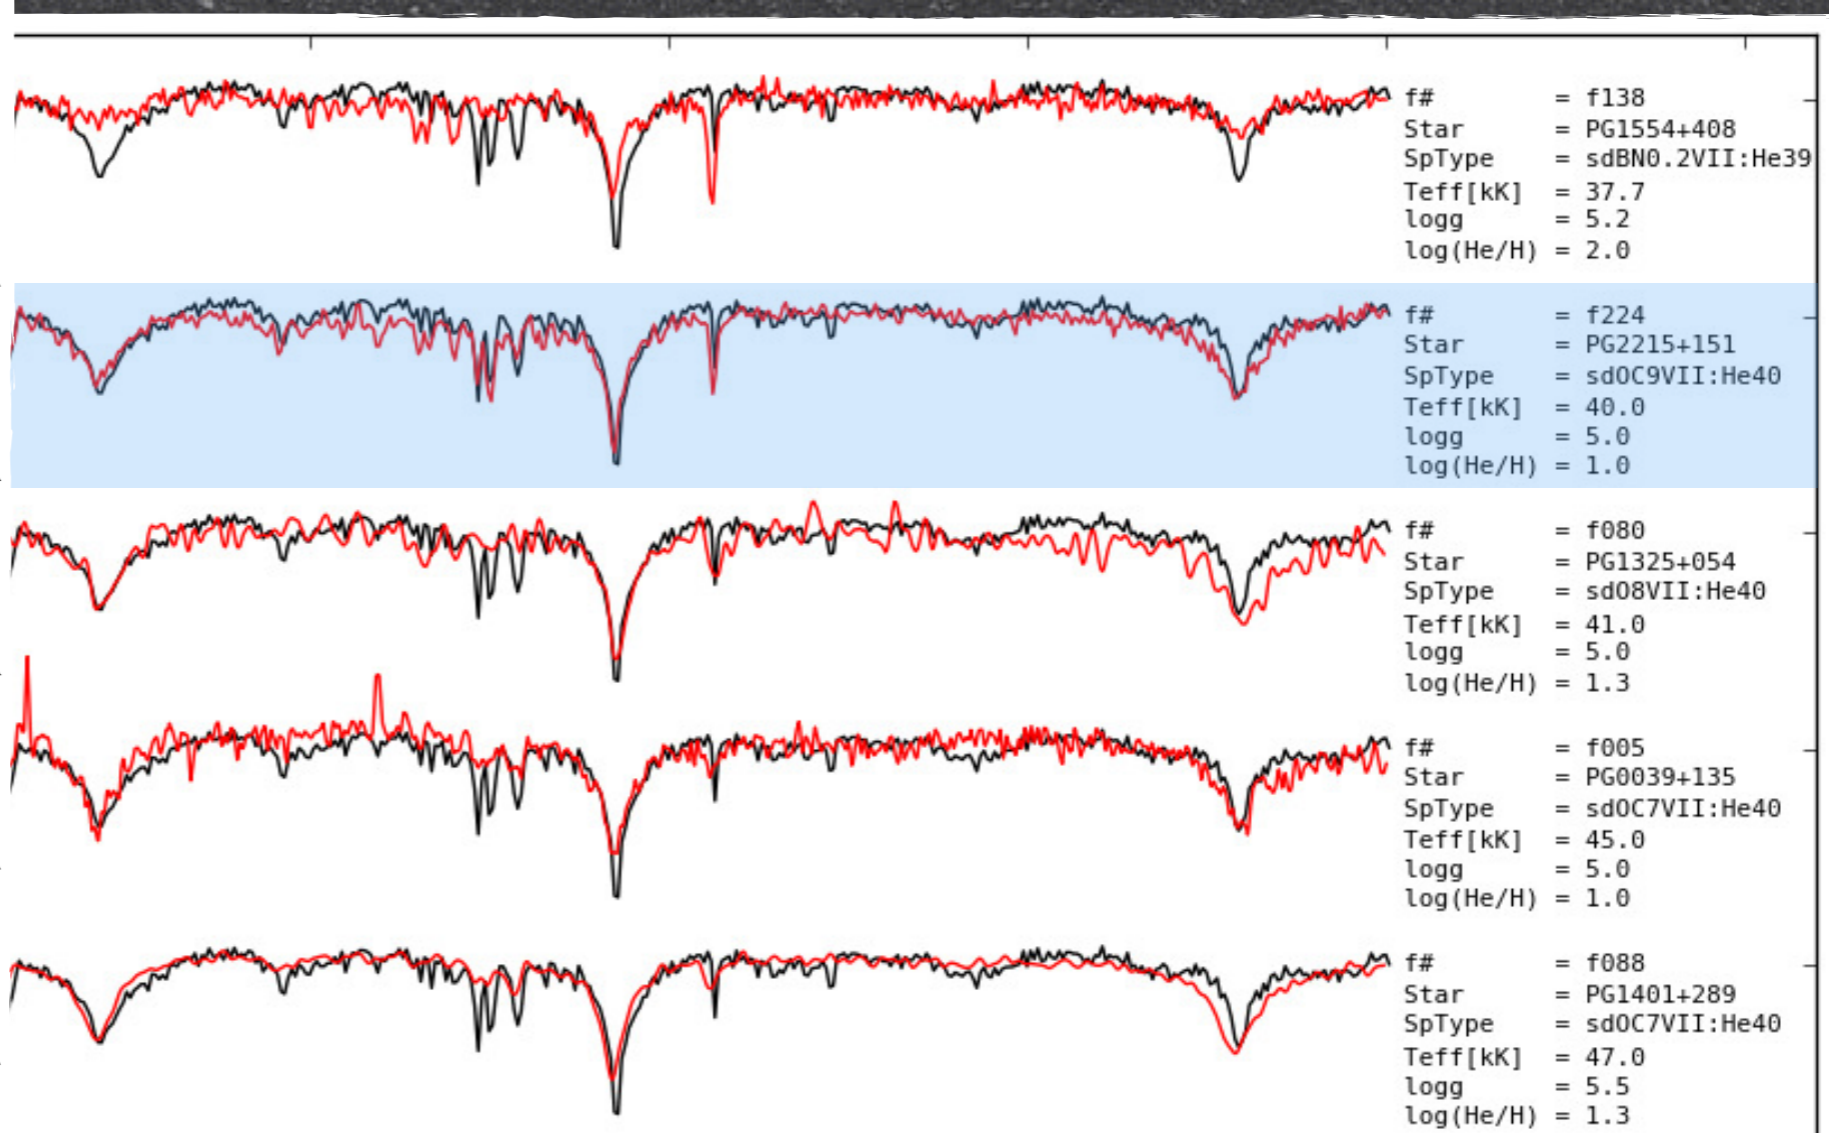 f# = f138
Star = PG1554+408
SpType = sdBN0.2VII:He39
Teff[kK] = 37.7
logg = 5.2
log(He/H) = 2.0
f# = f224
Star = PG2215+151
SpType = sdOC9VII:He40
Teff[kK] = 40.0
logg = 5.0
log(He/H) = 1.0
f# = f080
Star = PG1325+054
SpType = sdO8VII:He40
Teff[kK] = 41.0
logg = 5.0
log(He/H) = 1.3
f# = f005
Star = PG0039+135
SpType = sdOC7VII:He40
Teff[kK] = 45.0
logg = 5.0
log(He/H) = 1.0
f# = f088
Star = PG1401+289
SpType = sdOC7VII:He40
Teff[kK] = 47.0
logg = 5.5
log(He/H) = 1.3